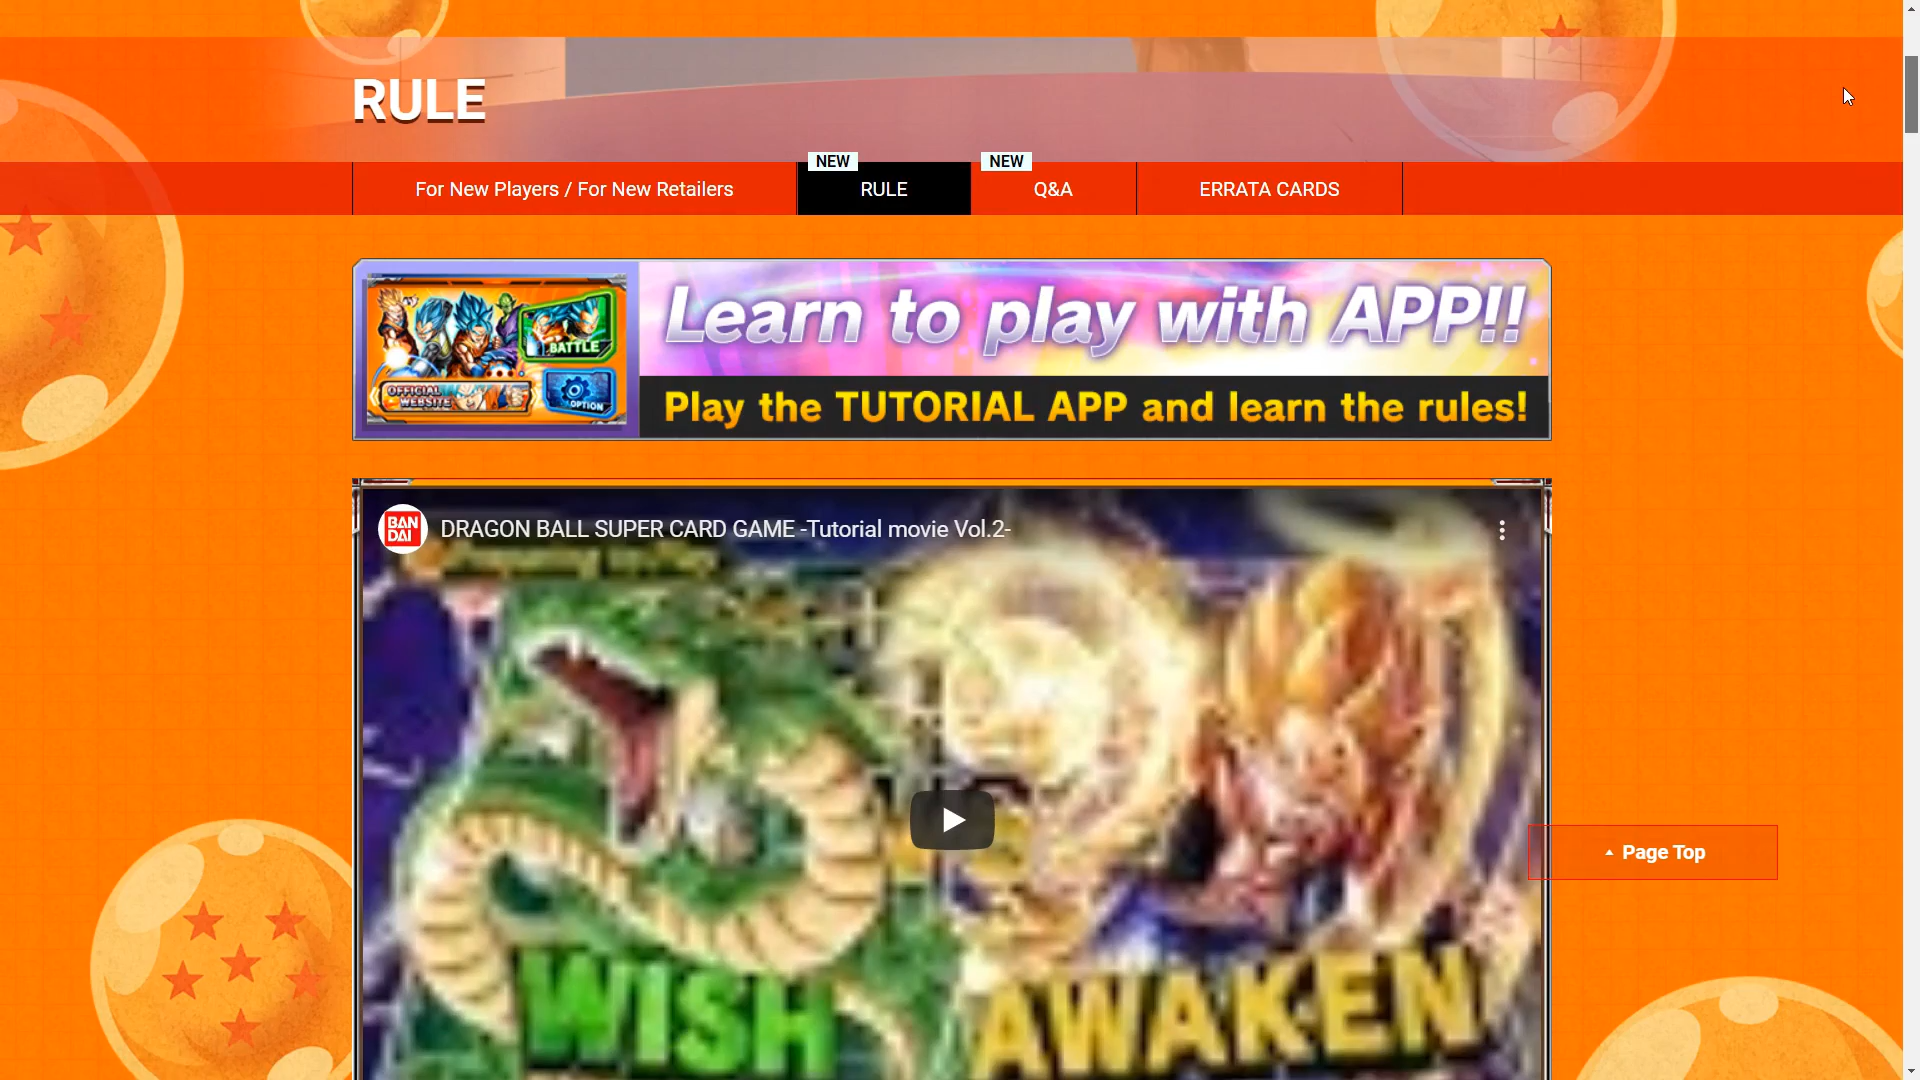 RULE
NEW
NEW
For New Players / For New Retailers
RULE
Q&A
ERRATA CARDS
BATTLE
OFFICIAL
WEBSITE
OPTION
Learn to play with APP!!
Play the TUTORIAL APP and learn the rules!
BAN
DAI
DRAGON BALL SUPER CARD GAME -Tutorial movie Vol.2-
Page Top
WISH
AWAKEN